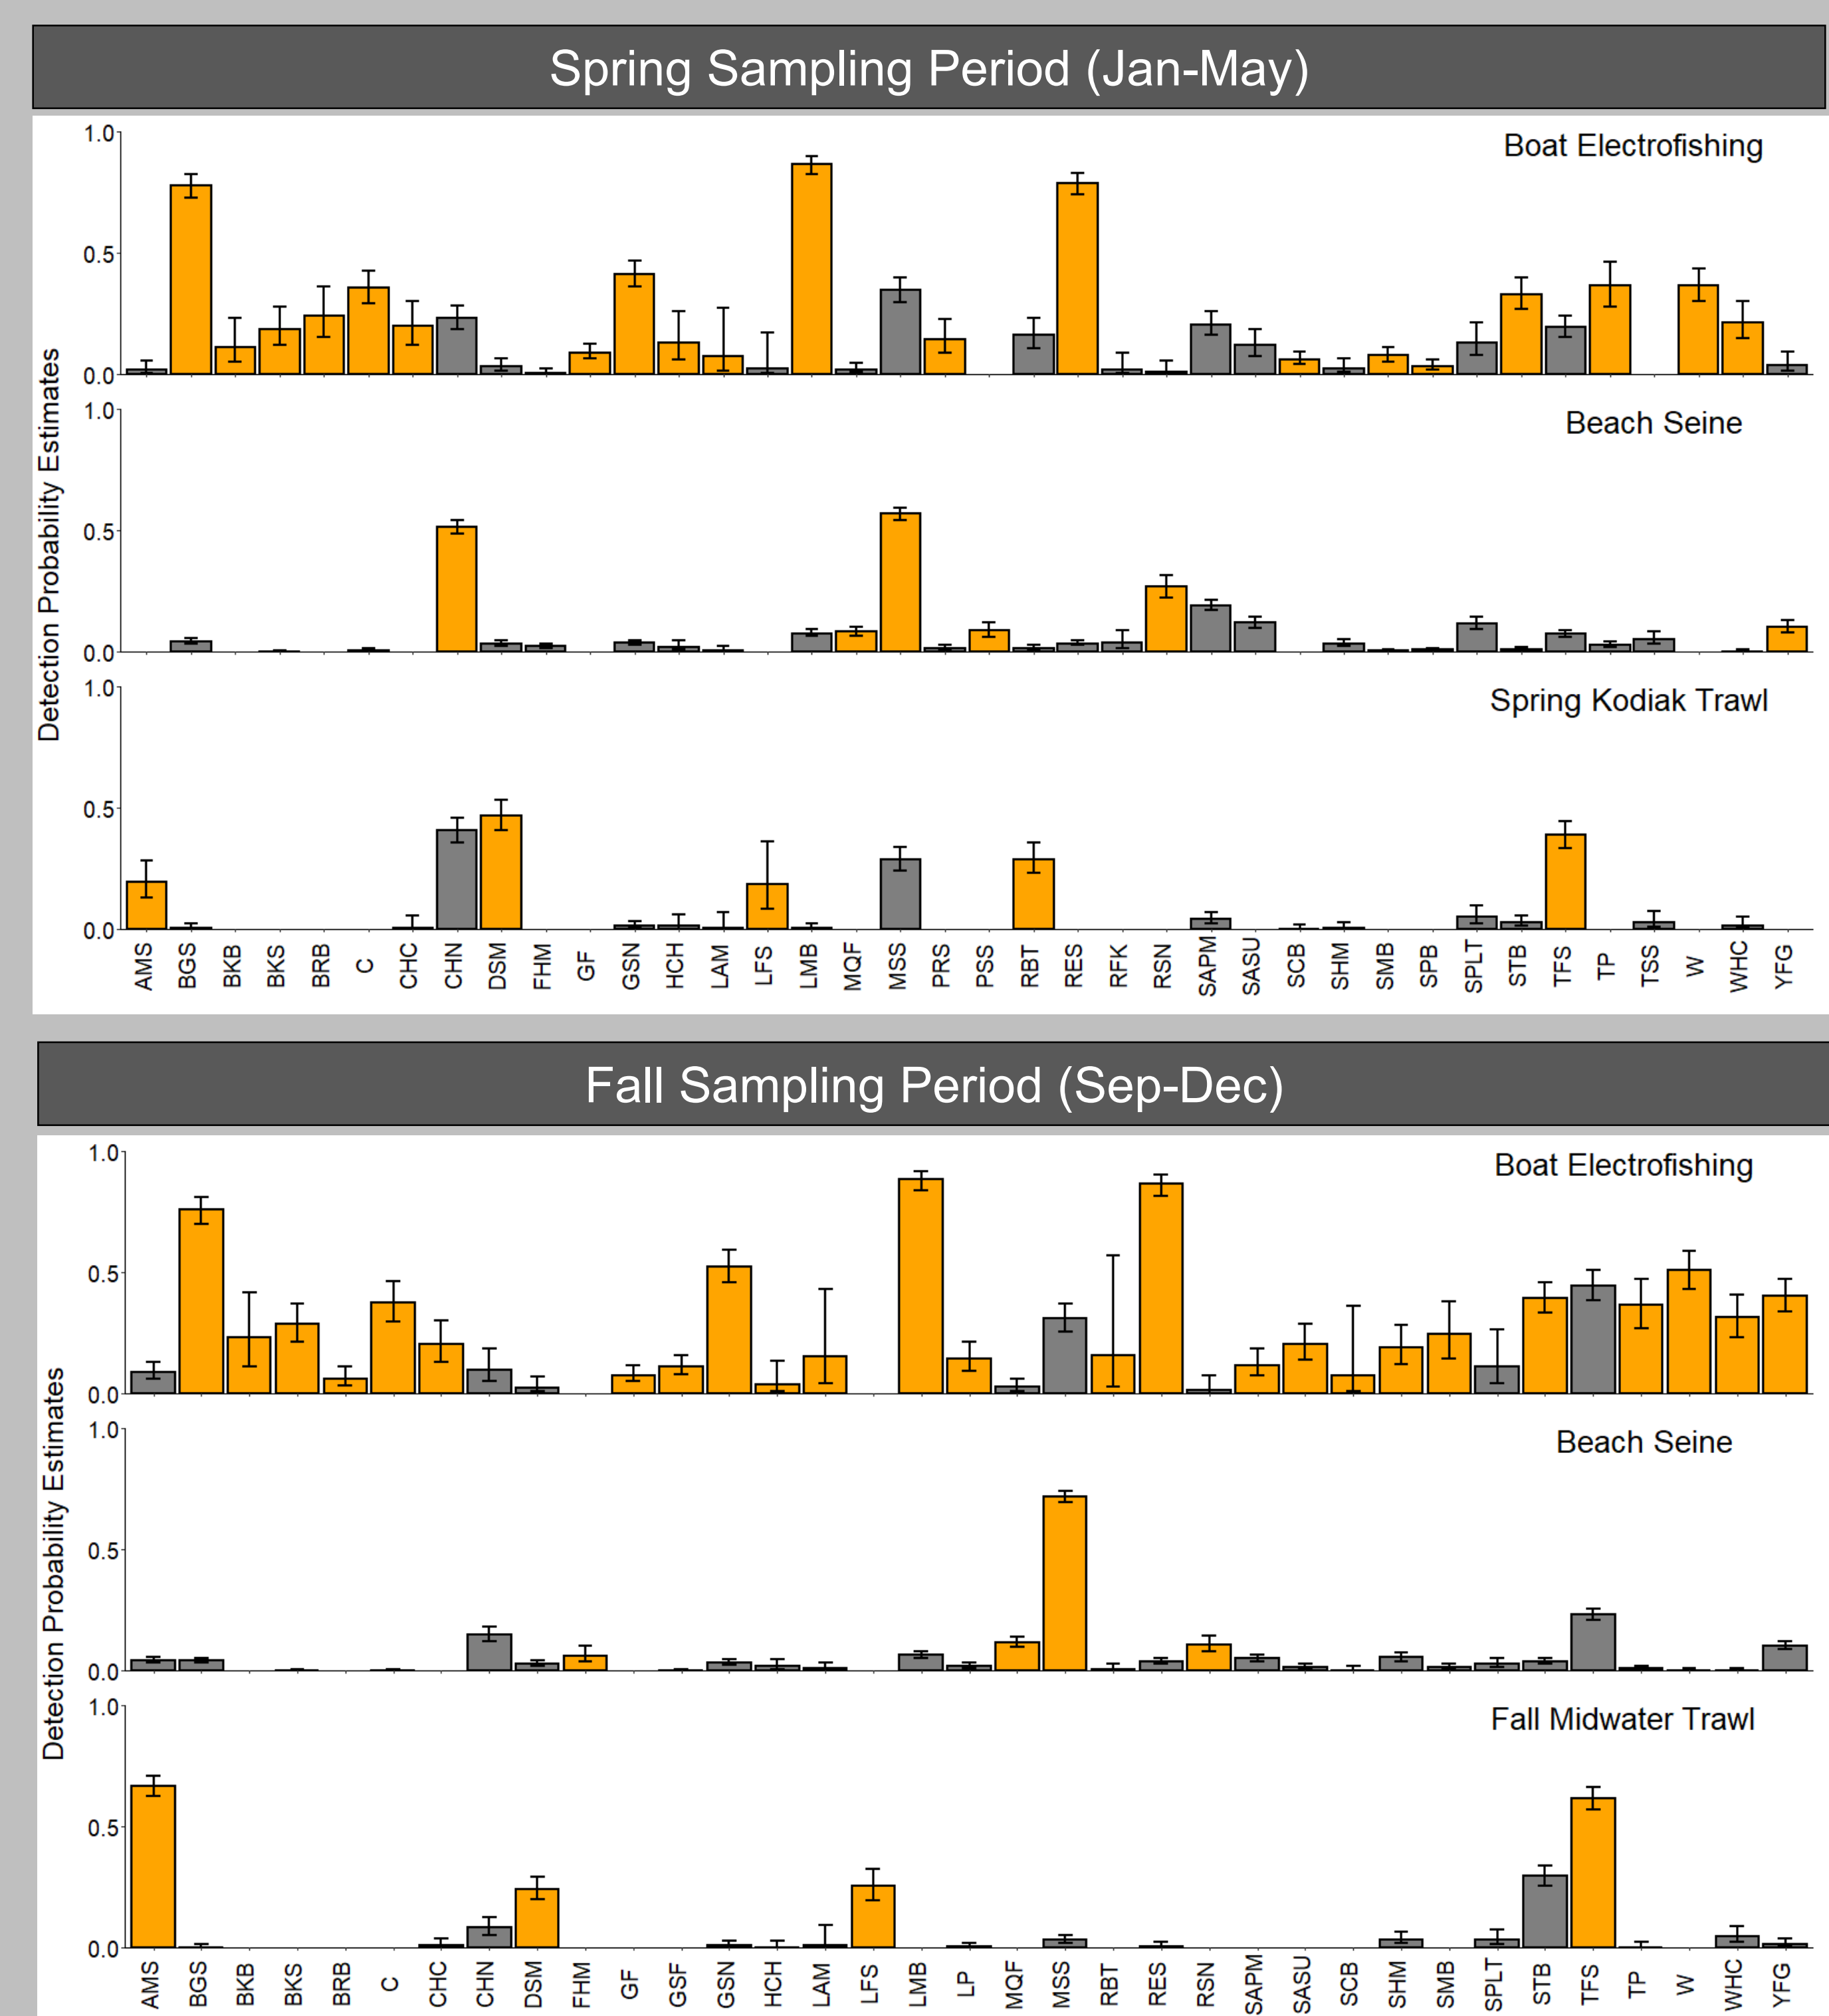 Spring Sampling Period (Jan-May)
Detection Probability Estimates
Boat Electrofishing
1.0
0.5
0.0
Beach Seine
1.0
0.5
0.0
Spring Kodiak Trawl
1.0
0.5
0.0
AMS BGS BKB BKS BRB C CHC CHN DSM FHM GF GSN HCH LAM LFS LMB MQF MSS PRS PSS RBT RES RFK RSN SAPM SASU SCB SHM SMB SPB SPLT STB TFS TP TSS W WHC YFG
Fall Sampling Period (Sep-Dec)
Detection Probability Estimates
Boat Electrofishing
1.0
0.5
0.0
Beach Seine
1.0
0.5
0.0
Fall Midwater Trawl
1.0
0.5
0.0
AMS BGS BKB BKS BRB C CHC CHN DSM FHM GF GSF GSN HCH LAM LFS LMB LP MQF MSS RBT RES RSN SAPM SASU SCB SHM SMB SPLT STB TFS TP W WHC YFG